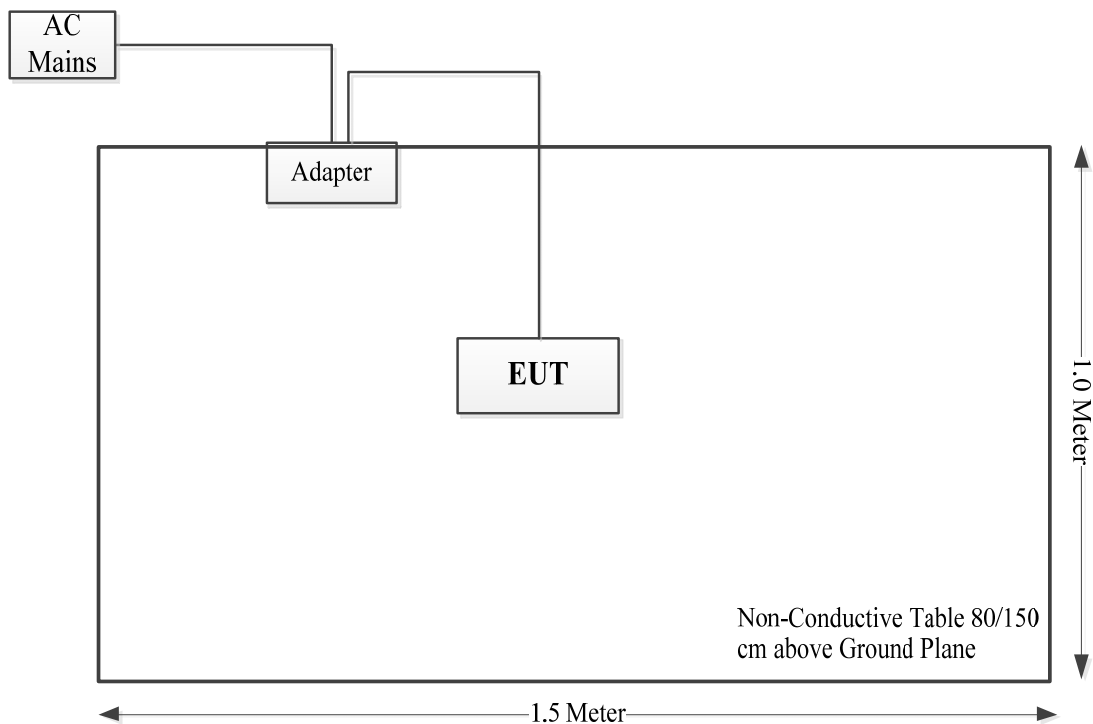 AC
Mains
Adapter
EUT
1.0 Meter
Non-Conductive Table 80/150
cm above Ground Plane
1.5 Meter